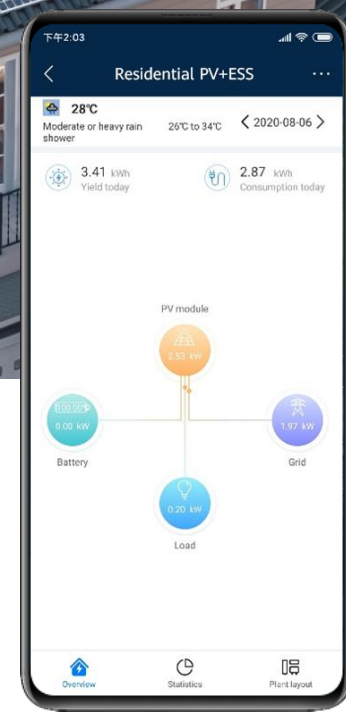 下午2:03
Residential PV+ESS
28℃
Moderate or heavy rain
shower
26℃ to 34℃
2020-08-06
3.41 kWh
Yield today
2.87 kWh
Consumption today
PV module
2.53 kW
0.00 kW
1.97 kW
Battery
Grid
0.20 kW
Load
Overview
Statistics
Plant layout